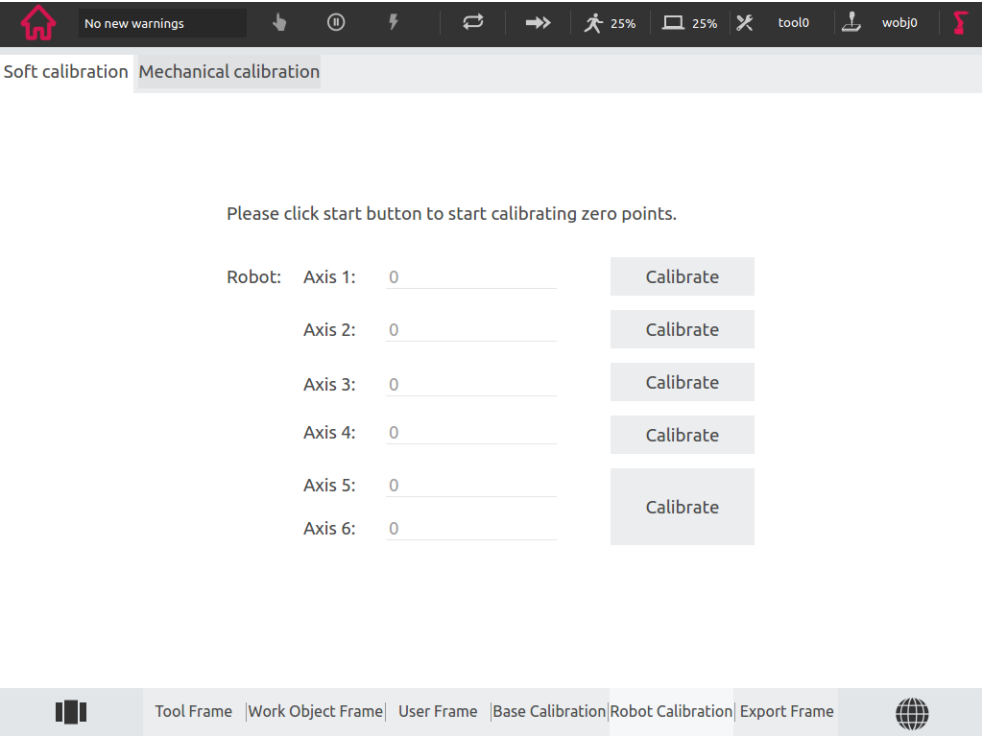 No new warnings 25% 25% tool0 wobj0
Soft calibration Mechanical calibration
Please click start button to start calibrating zero points.
Robot: Axis 1: 0 Calibrate
Axis 2: 0 Calibrate
Axis 3: 0 Calibrate
Axis 4: 0 Calibrate
Axis 5: 0
Calibrate
Axis 6: 0
Tool Frame Work Object Frame User Frame Base Calibration Robot Calibration Export Frame